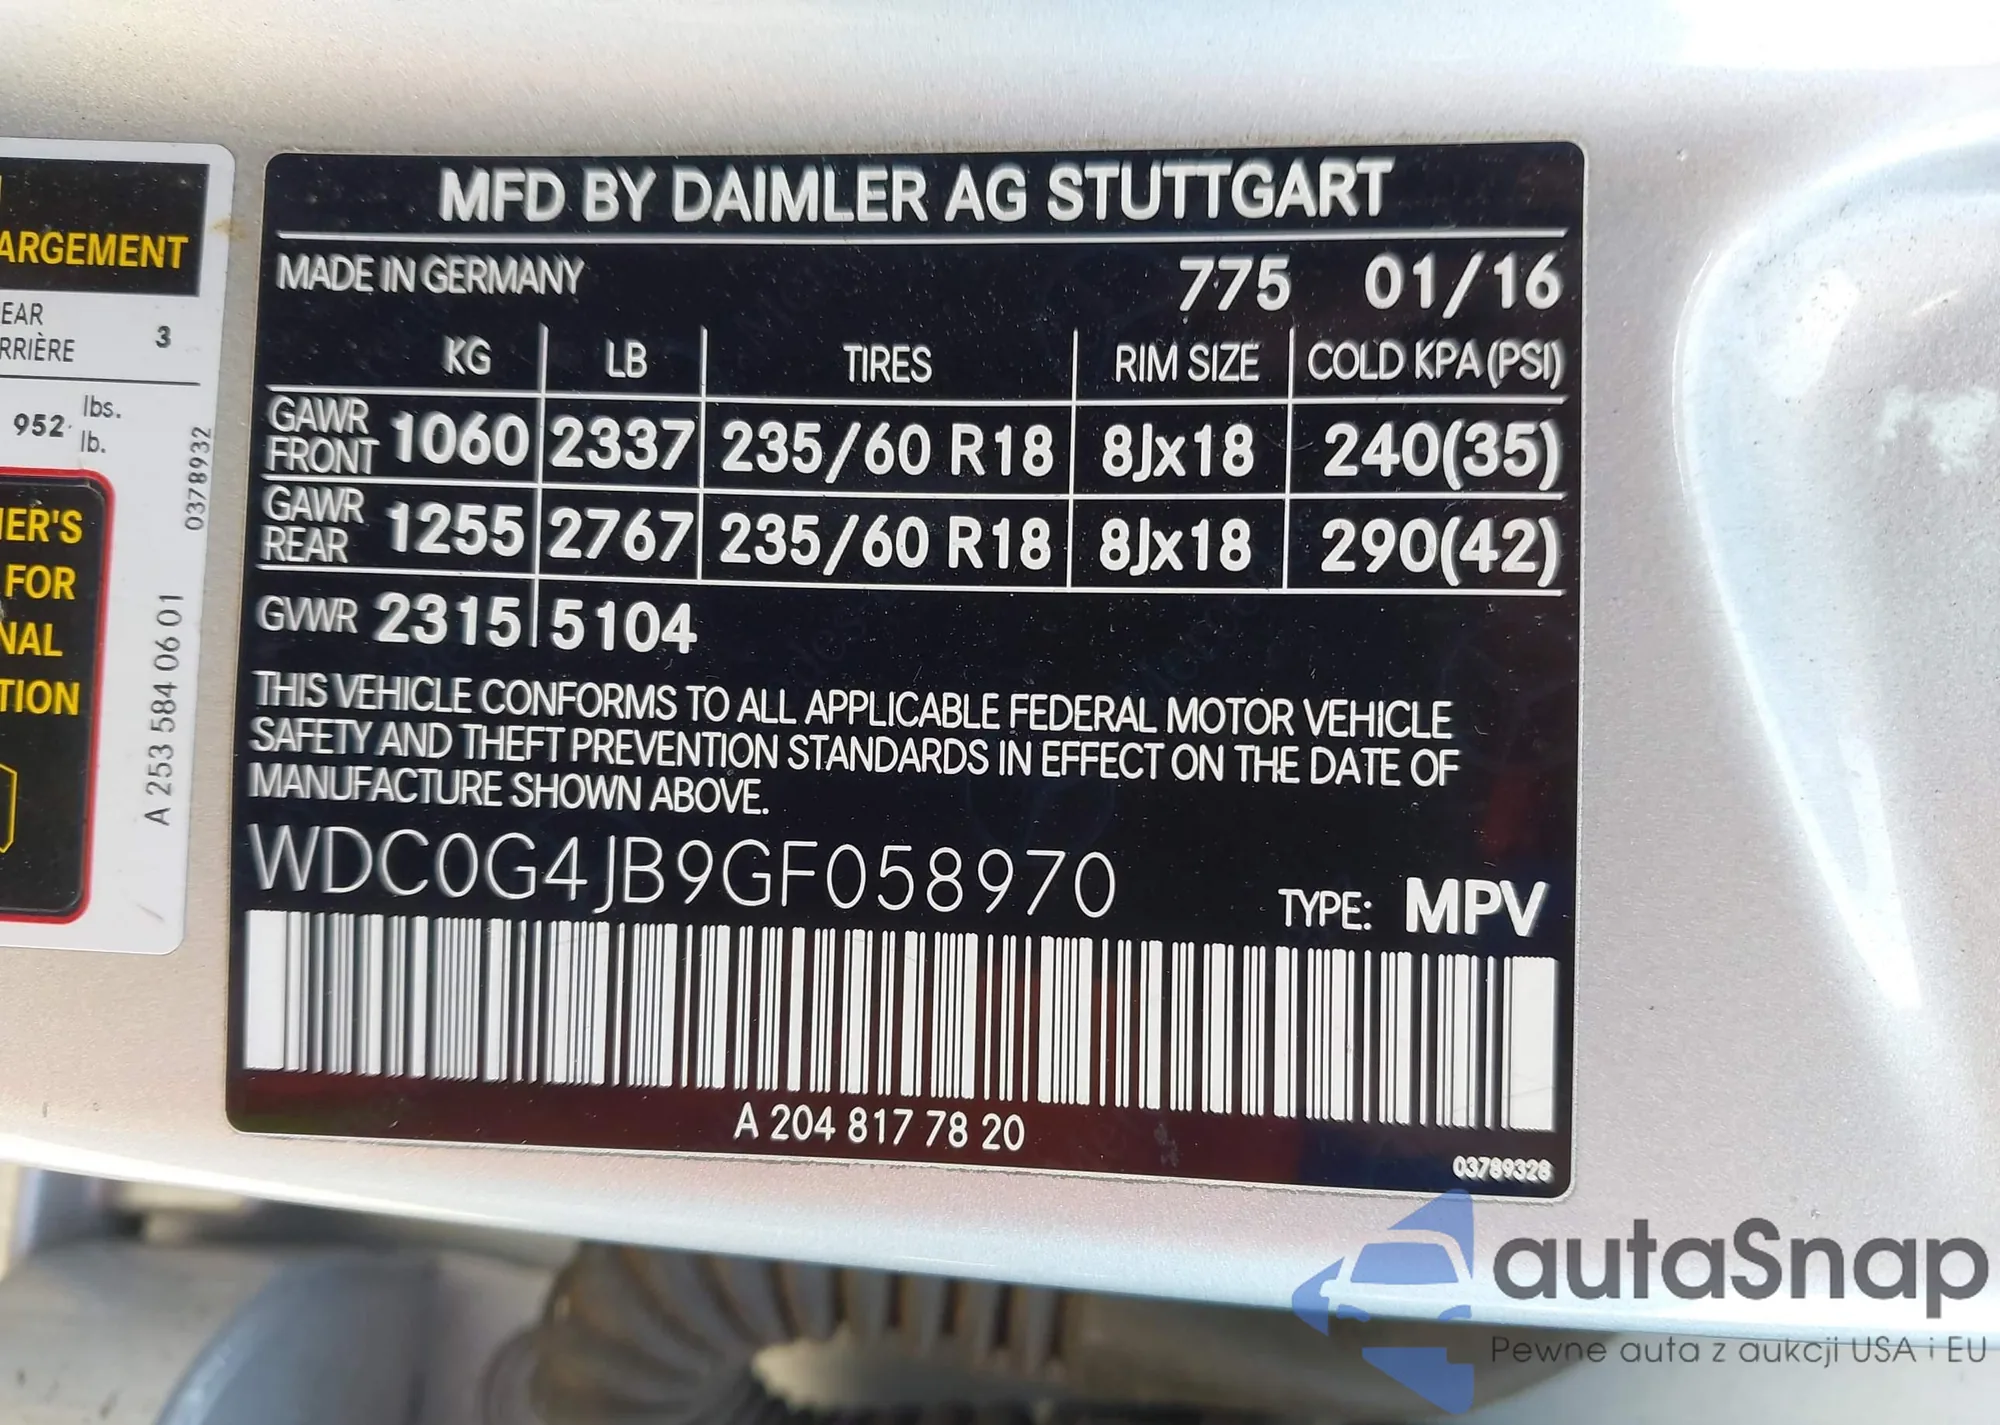 ARGEMENT
EAR
RRIÈRE
3
952 lbs.
lb.
IER'S
FOR
NAL
TION
A 253 584 06 01
0378932
MFD BY DAIMLER AG STUTTGART
MADE IN GERMANY 775 01/16
KG LB TIRES RIM SIZE COLD KPA (PSI)
GAWR FRONT 1060 2337 235/60 R18 8Jx18 240(35)
GAWR REAR 1255 2767 235/60 R18 8Jx18 290(42)
GVWR 2315 5104
THIS VEHICLE CONFORMS TO ALL APPLICABLE FEDERAL MOTOR VEHICLE
SAFETY AND THEFT PREVENTION STANDARDS IN EFFECT ON THE DATE OF
MANUFACTURE SHOWN ABOVE.
WDC0G4JB9GF058970
TYPE: MPV
A 204 817 78 20
03789328
autaSnap
Pewne auta z aukcji USA i EU